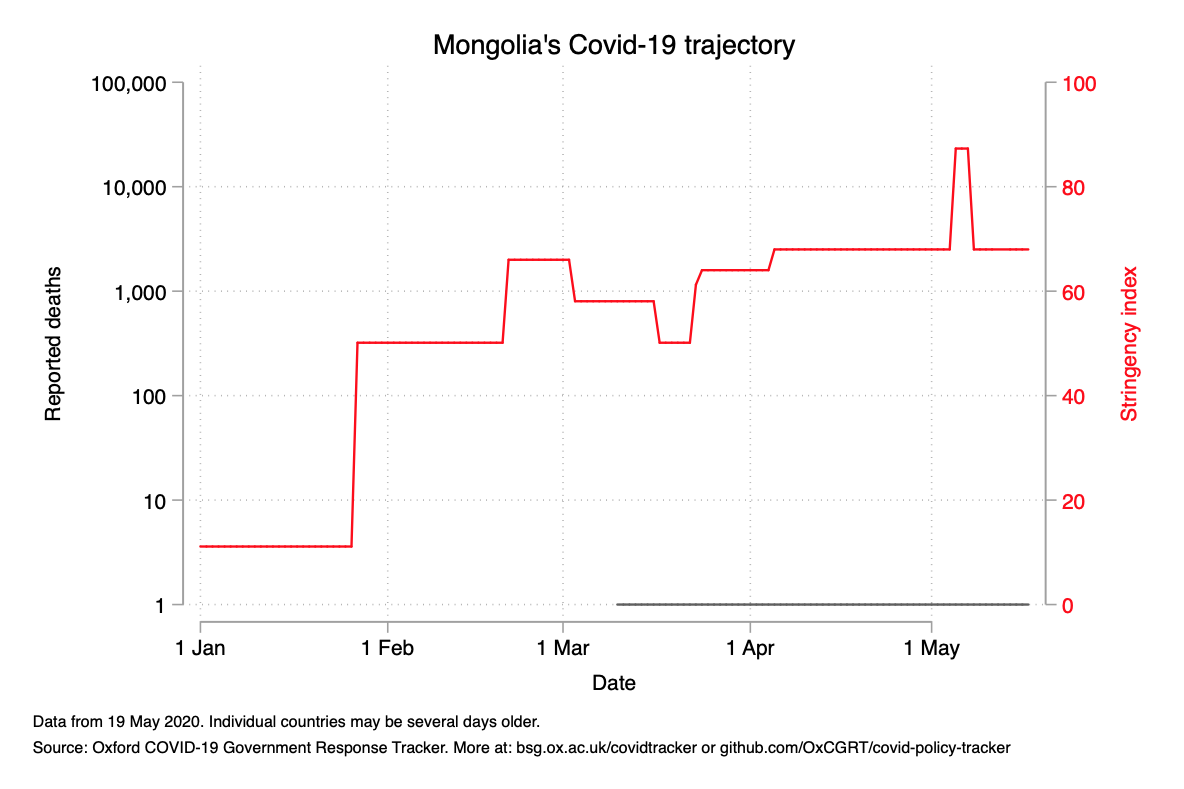 Mongolia's Covid-19 trajectory
100,000
10,000
1,000
100
10
1
Reported deaths
100
80
60
40
20
0
Stringency index
1 Jan
1 Feb
1 Mar
1 Apr
1 May
Date
Data from 19 May 2020. Individual countries may be several days older.
Source: Oxford COVID-19 Government Response Tracker. More at: bsg.ox.ac.uk/covidtracker or github.com/OxCGRT/covid-policy-tracker